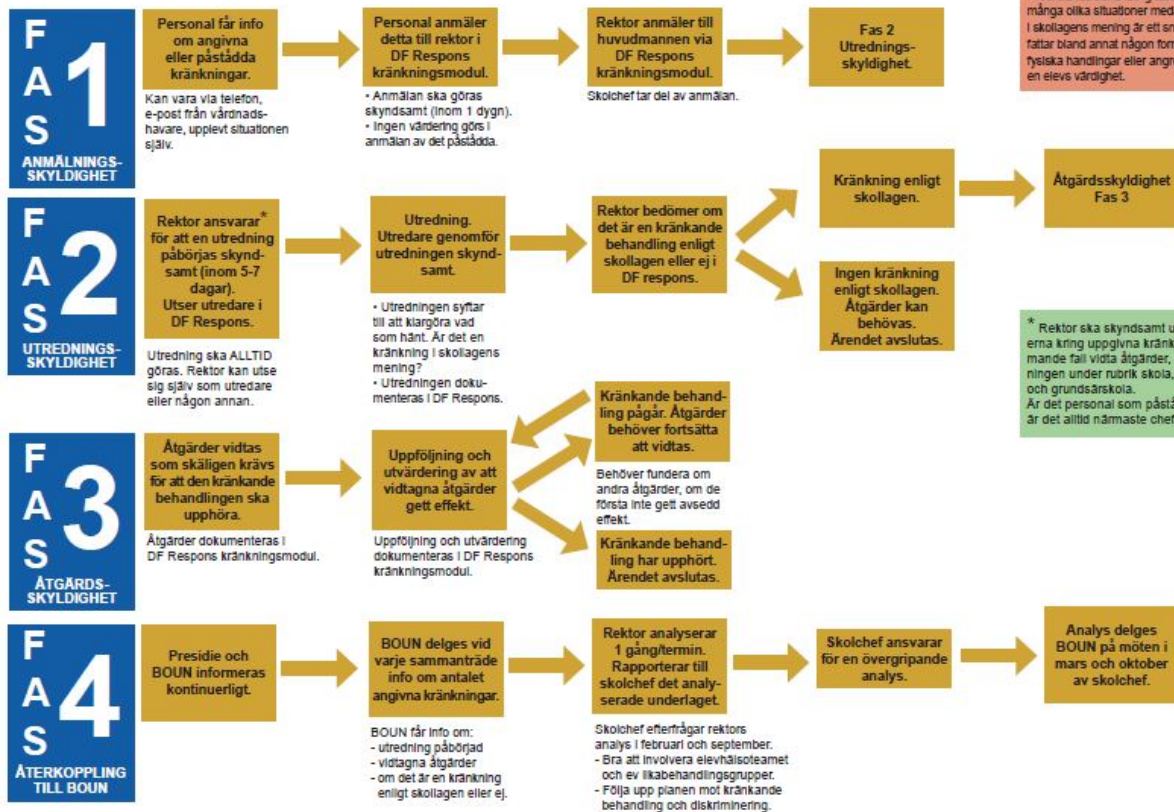 FAS 1
ANMÄLNINGS-
SKYLDIGHET
Personal får info
om angivna
eller påstådda
kränkningar.
Kan vara via telefon,
e-post från vårdnads-
havare, upplevt situationen
själv.
Personal anmäler
detta till rektor i
DF Respons
kränkningsmodul.
• Anmälan ska göras
skyndsamt (inom 1 dygn).
• Ingen värdering görs i
anmälan av det påstådda.
Rektor anmäler till
huvudmannen via
DF Respons
kränkningsmodul.
Skolchef tar del av anmälan.
Fas 2
Utrednings-
skyldighet.
många olika situationer med
I skollagens mening är ett
fattar bland annat någon
fysiska handlingar eller
en elevs värdighet.
FAS 2
UTREDNINGS-
SKYLDIGHET
Rektor ansvarar*
för att en utredning
påbörjas skynd-
samt (inom 5-7
dagar).
Utser utredare i
DF Respons.
Utredning ska ALLTID
göras. Rektor kan utse
sig själv som utredare
eller någon annan.
Utredning.
Utredare genomför
utredningen skynd-
samt.
• Utredningen syftar
till att klargöra vad
som hänt. Är det en
kränkning i skollagens
mening?
• Utredningen doku-
menteras i DF Respons.
Rektor bedömer om
det är en kränkande
behandling enligt
skollagen eller ej i
DF respons.
Kränkning enligt
skollagen.
Åtgärdsskyldighet
Fas 3
Ingen kränkning
enligt skollagen.
Åtgärder kan
behövas.
Ärendet avslutas.
* Rektor ska skyndsamt
erna kring uppgivna
mande fall vidta åtgärder,
ningen under rubrik skola,
och grundsärskola.
Är det personal som
är det alltid närmaste
FAS 3
ÅTGÄRDS-
SKYLDIGHET
Åtgärder vidtas
som skäligen krävs
för att den kränkande
behandlingen ska
upphöra.
Åtgärder dokumenteras i
DF Respons kränkningsmodul.
Uppföljning och
utvärdering av att
vidtagna åtgärder
gett effekt.
Uppföljning och utvärdering
dokumenteras i DF Respons
kränkningsmodul.
Kränkande behand-
ling pågår. Åtgärder
behöver fortsätta
att vidtas.
Behöver fundera om
andra åtgärder, om de
första inte gett avsedd
effekt.
Kränkande behand-
ling har upphört.
Ärendet avslutas.
FAS 4
ÅTERKOPPLING
TILL BOUN
Presidie och
BOUN informeras
kontinuerligt.
BOUN delges vid
varje sammanträde
info om antalet
angivna kränkningar.
BOUN får info om:
- utredning påbörjad
- vidtagna åtgärder
- om det är en kränkning
enligt skollagen eller ej.
Rektor analyserar
1 gång/termin.
Rapporterar till
skolchef det analy-
serade underlaget.
Skolchef efterfrågar rektors
analys i februari och september.
- Bra att involvera elevhälsoteamet
och ev likabehandlingsgrupper.
- Följa upp planen mot kränkande
behandling och diskriminering.
Skolchef ansvarar
för en övergripande
analys.
Analys delges
BOUN på möten i
mars och oktober
av skolchef.